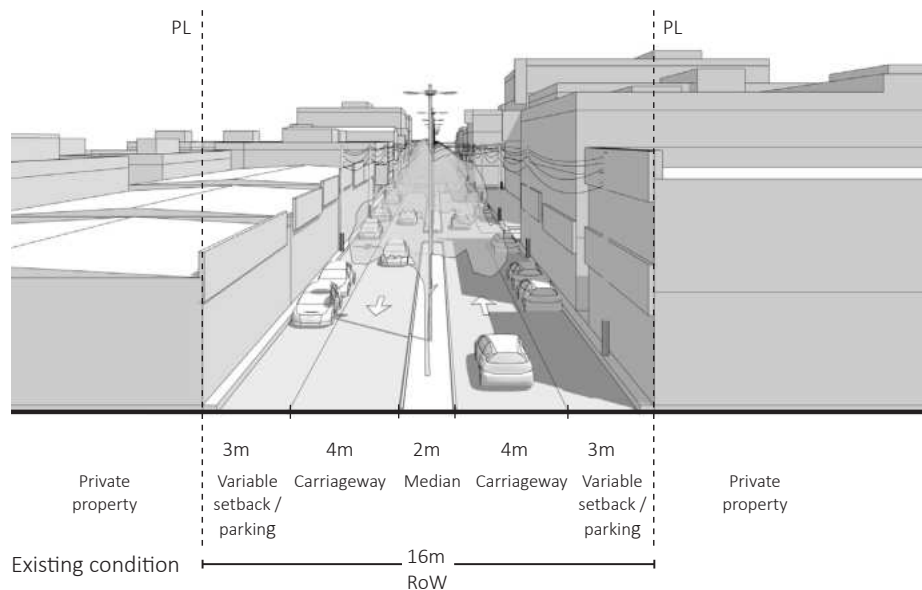 PL
PL
3m
4m
2m
4m
3m
Private
property
Variable
setback /
parking
Carriageway
Median
Carriageway
Variable
setback /
parking
Private
property
Existing condition
16m
RoW